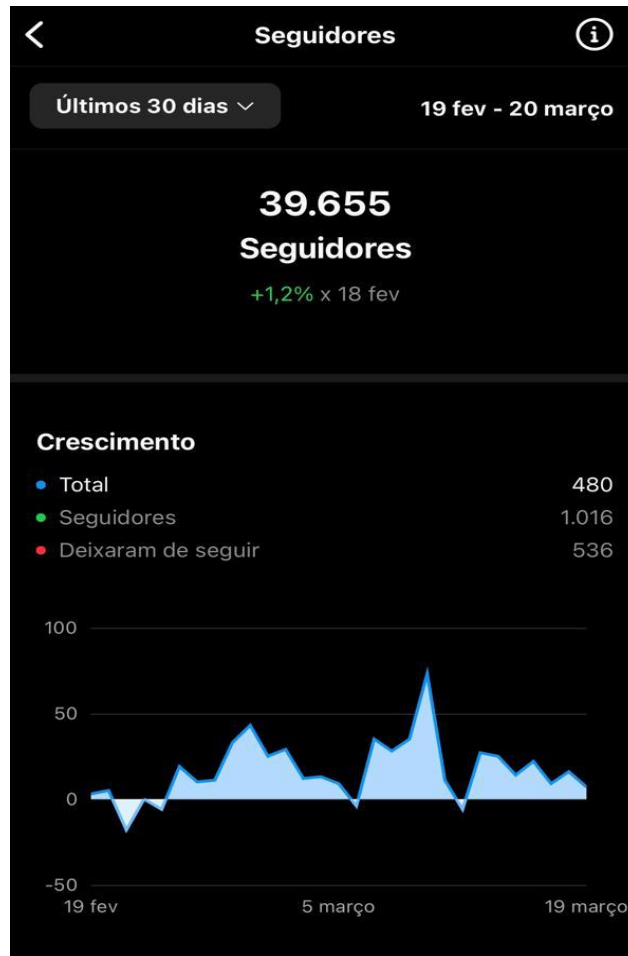 Seguidores
Últimos 30 dias
19 fev - 20 março
39.655
Seguidores
+1,2% x 18 fev
Crescimento
Total 480
Seguidores 1.016
Deixaram de seguir 536
100
50
0
-50
19 fev 5 março 19 março